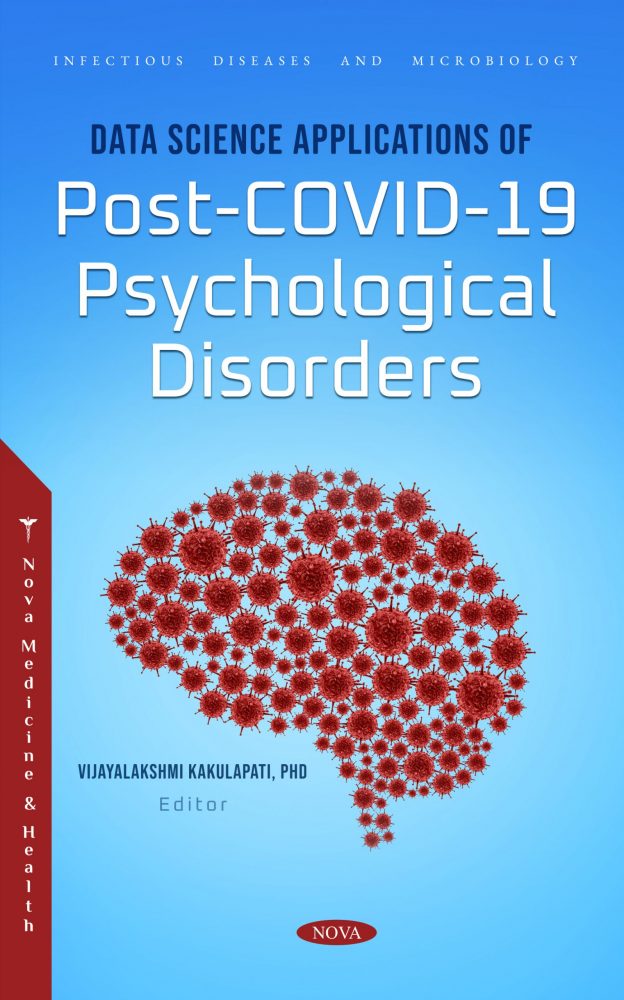 INFECTIOUS DISEASES AND MICROBIOLOGY
DATA SCIENCE APPLICATIONS OF
Post-COVID-19
Psychological
Disorders
Nova Medicine & Health
VIJAYALAKSHMI KAKULAPATI, PHD
Editor
NOVA